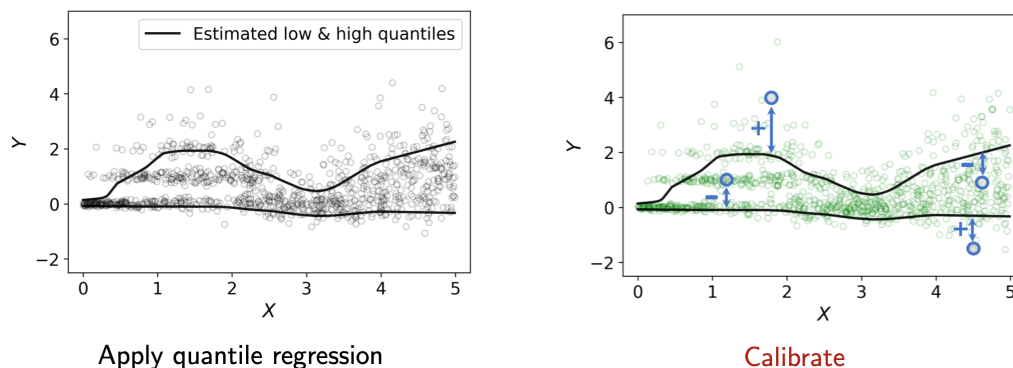 Estimated low & high quantiles
6
4
2
0
−2
Y
0 1 2 3 4 5
X
Apply quantile regression
6
4
2
0
−2
Y
+
−
−
+
0 1 2 3 4 5
X
Calibrate